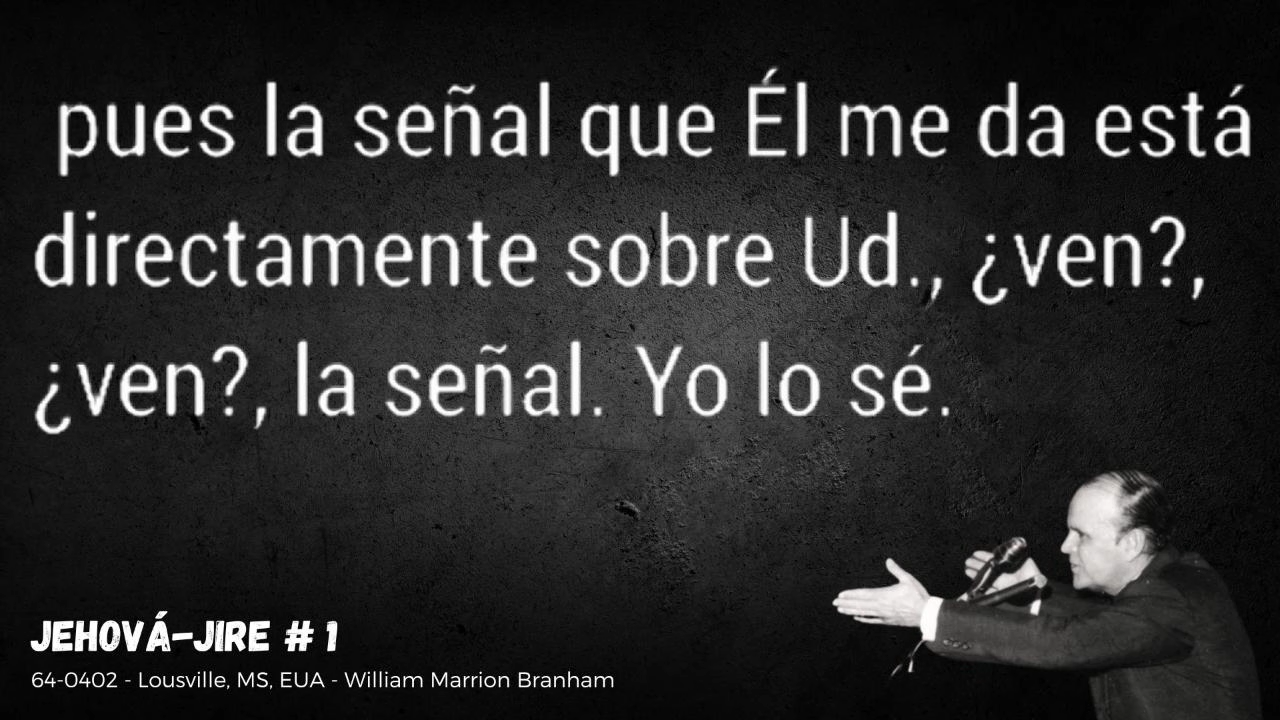 pues la señal que Él me da está
directamente sobre Ud., ¿ven?,
¿ven?, la señal. Yo lo sé.
JEHOVÁ-JIRE # 1
64-0402 - Lousville, MS, EUA - William Marrion Branham